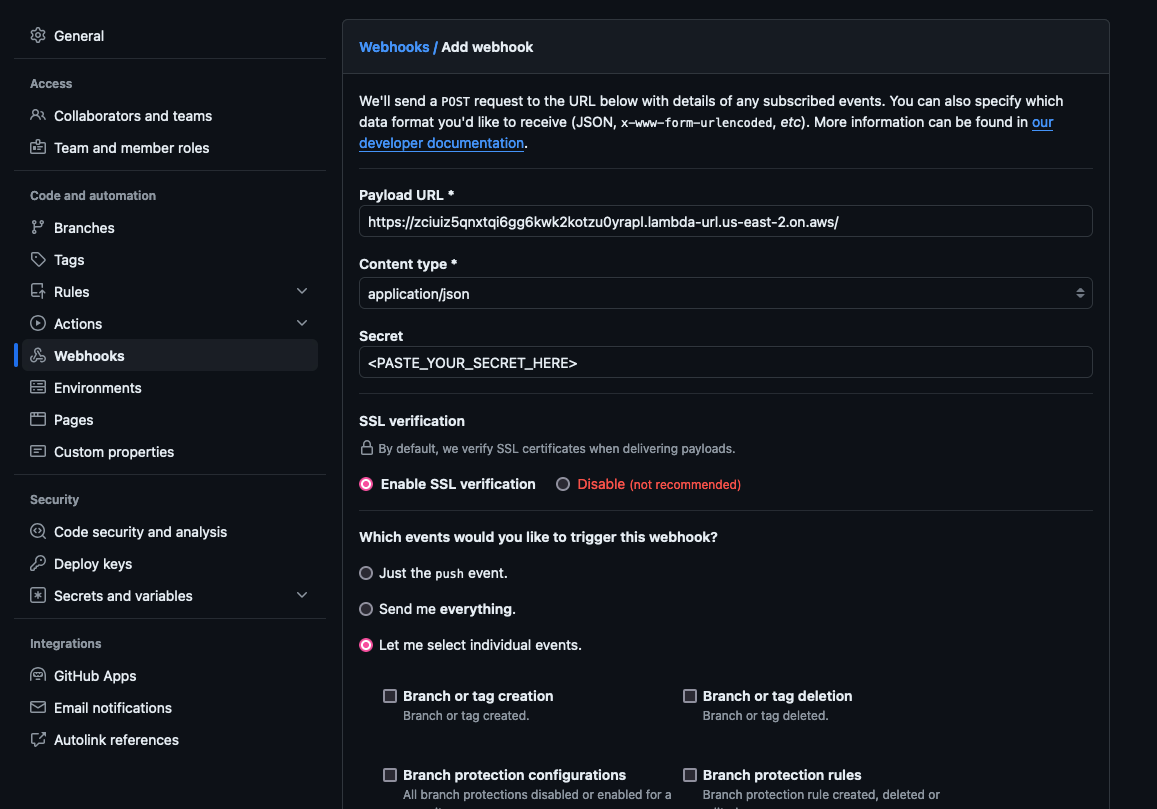 General
Access
Collaborators and teams
Team and member roles
Code and automation
Branches
Tags
Rules
Actions
Webhooks
Environments
Pages
Custom properties
Security
Code security and analysis
Deploy keys
Secrets and variables
Integrations
GitHub Apps
Email notifications
Autolink references
Webhooks / Add webhook
We'll send a POST request to the URL below with details of any subscribed events. You can also specify which
data format you'd like to receive (JSON, x-www-form-urlencoded, etc). More information can be found in our
developer documentation.
Payload URL *
https://zciuiz5qnxtqi6gg6kwk2kotzu0yrapl.lambda-url.us-east-2.on.aws/
Content type *
application/json
Secret
<PASTE_YOUR_SECRET_HERE>
SSL verification
By default, we verify SSL certificates when delivering payloads.
Enable SSL verification Disable (not recommended)
Which events would you like to trigger this webhook?
Just the push event.
Send me everything.
Let me select individual events.
Branch or tag creation
Branch or tag created.
Branch or tag deletion
Branch or tag deleted.
Branch protection configurations
All branch protections disabled or enabled for a
Branch protection rules
Branch protection rule created, deleted or